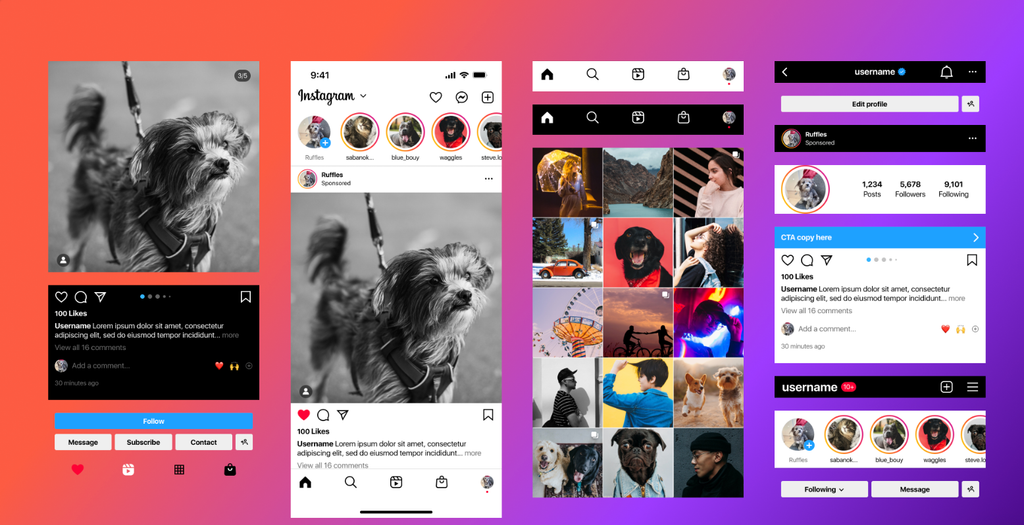 3/5
100 Likes
Username Lorem ipsum dolor sit amet, consectetur
adipiscing elit, sed do eiusmod tempor incididunt... more
View all 16 comments
Add a comment...
30 minutes ago
Follow
Message
Subscribe
Contact
9:41
Instagram
Ruffles
sabanok...
blue_bouy
waggles
steve.lo
Ruffles
Sponsored
100 Likes
Username Lorem ipsum dolor sit amet, consectetur
adipiscing elit, sed do eiusmod tempor incididunt... more
View all 16 comments
username
Edit profile
Ruffles
Sponsored
1,234
5,678
9,101
Posts
Followers
Following
CTA copy here
100 Likes
Username Lorem ipsum dolor sit amet, consectetur
adipiscing elit, sed do eiusmod tempor incididunt... more
View all 16 comments
Add a comment...
30 minutes ago
username
10+
Ruffles
sabanok...
blue_bouy
waggles
steve.lo
Following
Message